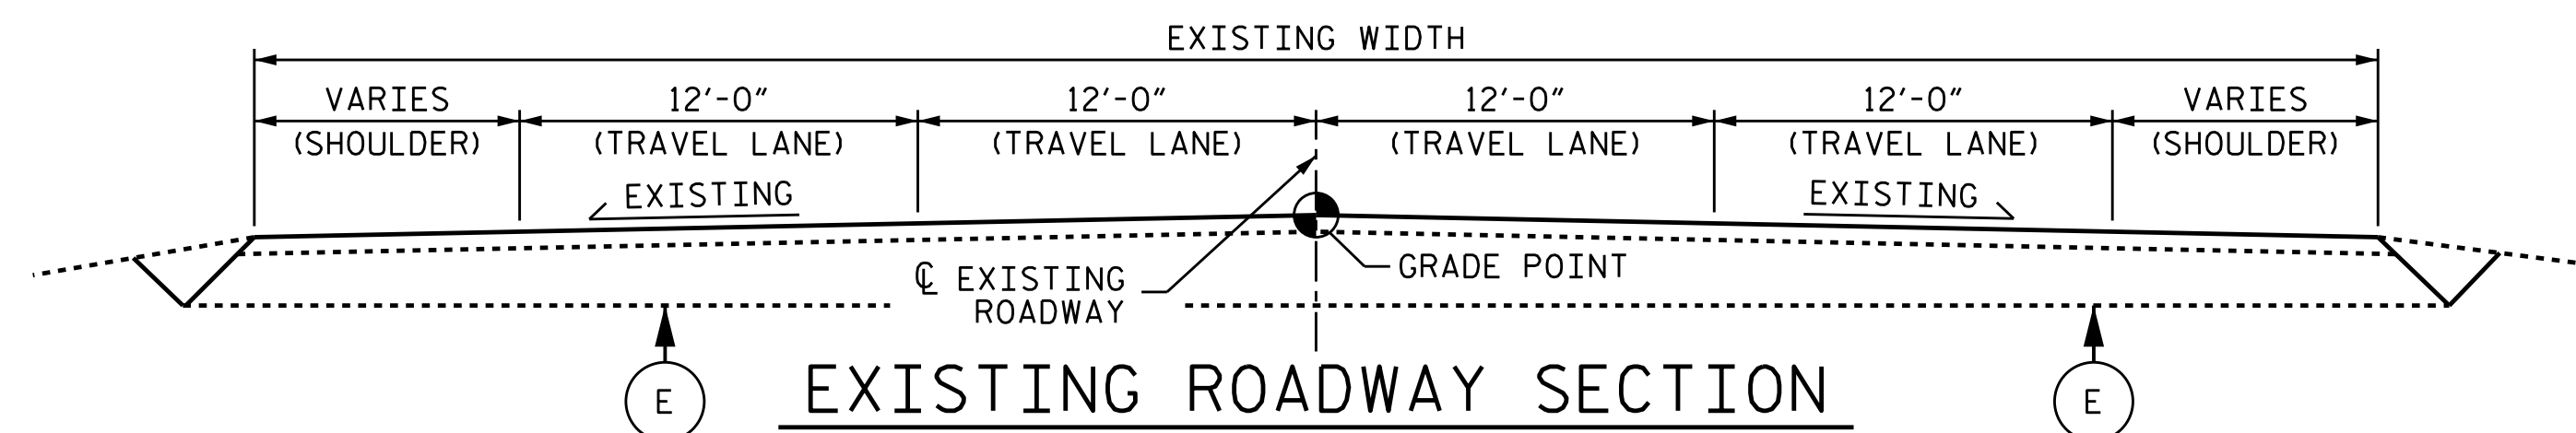 EXISTING WIDTH
VARIES 12'-0" 12'-0" 12'-0" 12'-0" VARIES
(SHOULDER) (TRAVEL LANE) (TRAVEL LANE) (TRAVEL LANE) (TRAVEL LANE) (SHOULDER)
EXISTING EXISTING
℄ EXISTING
ROADWAY
GRADE POINT
EXISTING ROADWAY SECTION
E E